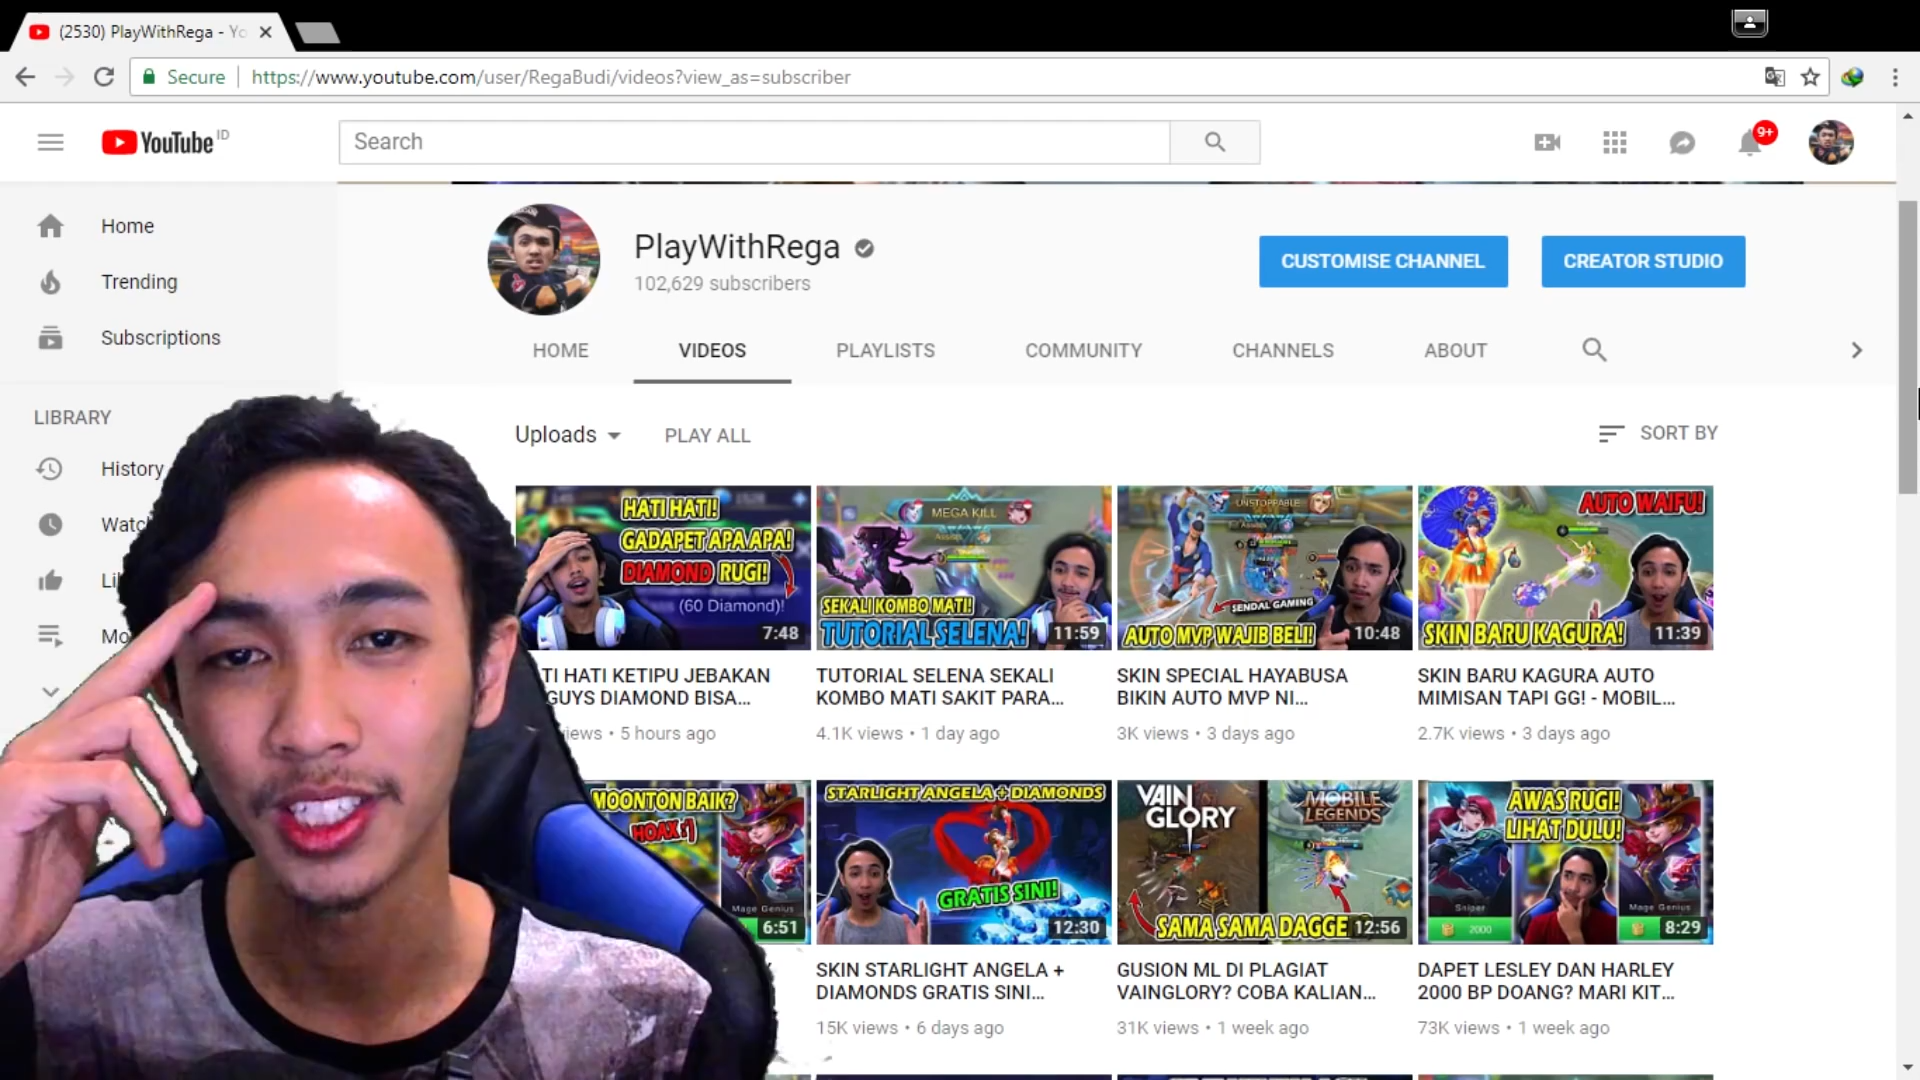 (2530) PlayWithRega - Yo
Secure
https://www.youtube.com/user/RegaBudi/videos?view_as=subscriber
YouTube ID
Search
9+
Home
Trending
Subscriptions
LIBRARY
History
Watc
Li
Mo
PlayWithRega
102,629 subscribers
CUSTOMISE CHANNEL
CREATOR STUDIO
HOME
VIDEOS
PLAYLISTS
COMMUNITY
CHANNELS
ABOUT
Uploads
PLAY ALL
SORT BY
HATI HATI!
GADAPET APA APA!
DIAMOND RUGI!
(60 Diamond)!
7:48
TI HATI KETIPU JEBAKAN
GUYS DIAMOND BISA...
iews • 5 hours ago
MEGA KILL
SEKALI KOMBO MATI!
TUTORIAL SELENA!
11:59
TUTORIAL SELENA SEKALI
KOMBO MATI SAKIT PARA...
4.1K views • 1 day ago
UNSTOPPABLE
SENDAL GAMING
AUTO MVP WAJIB BELI!
10:48
SKIN SPECIAL HAYABUSA
BIKIN AUTO MVP NI...
3K views • 3 days ago
AUTO WAIFU!
SKIN BARU KAGURA!
11:39
SKIN BARU KAGURA AUTO
MIMISAN TAPI GG! - MOBIL...
2.7K views • 3 days ago
MOONTON BAIK?
HOAX :')
Mage Genius
6:51
STARLIGHT ANGELA + DIAMONDS
GRATIS SINI!
12:30
SKIN STARLIGHT ANGELA +
DIAMONDS GRATIS SINI...
15K views • 6 days ago
VAIN
GLORY
MOBILE
LEGENDS
SAMA SAMA DAGGE
12:56
GUSION ML DI PLAGIAT
VAINGLORY? COBA KALIAN...
31K views • 1 week ago
AWAS RUGI!
LIHAT DULU!
Sniper
2000
Mage Genius
8:29
DAPET LESLEY DAN HARLEY
2000 BP DOANG? MARI KIT...
73K views • 1 week ago